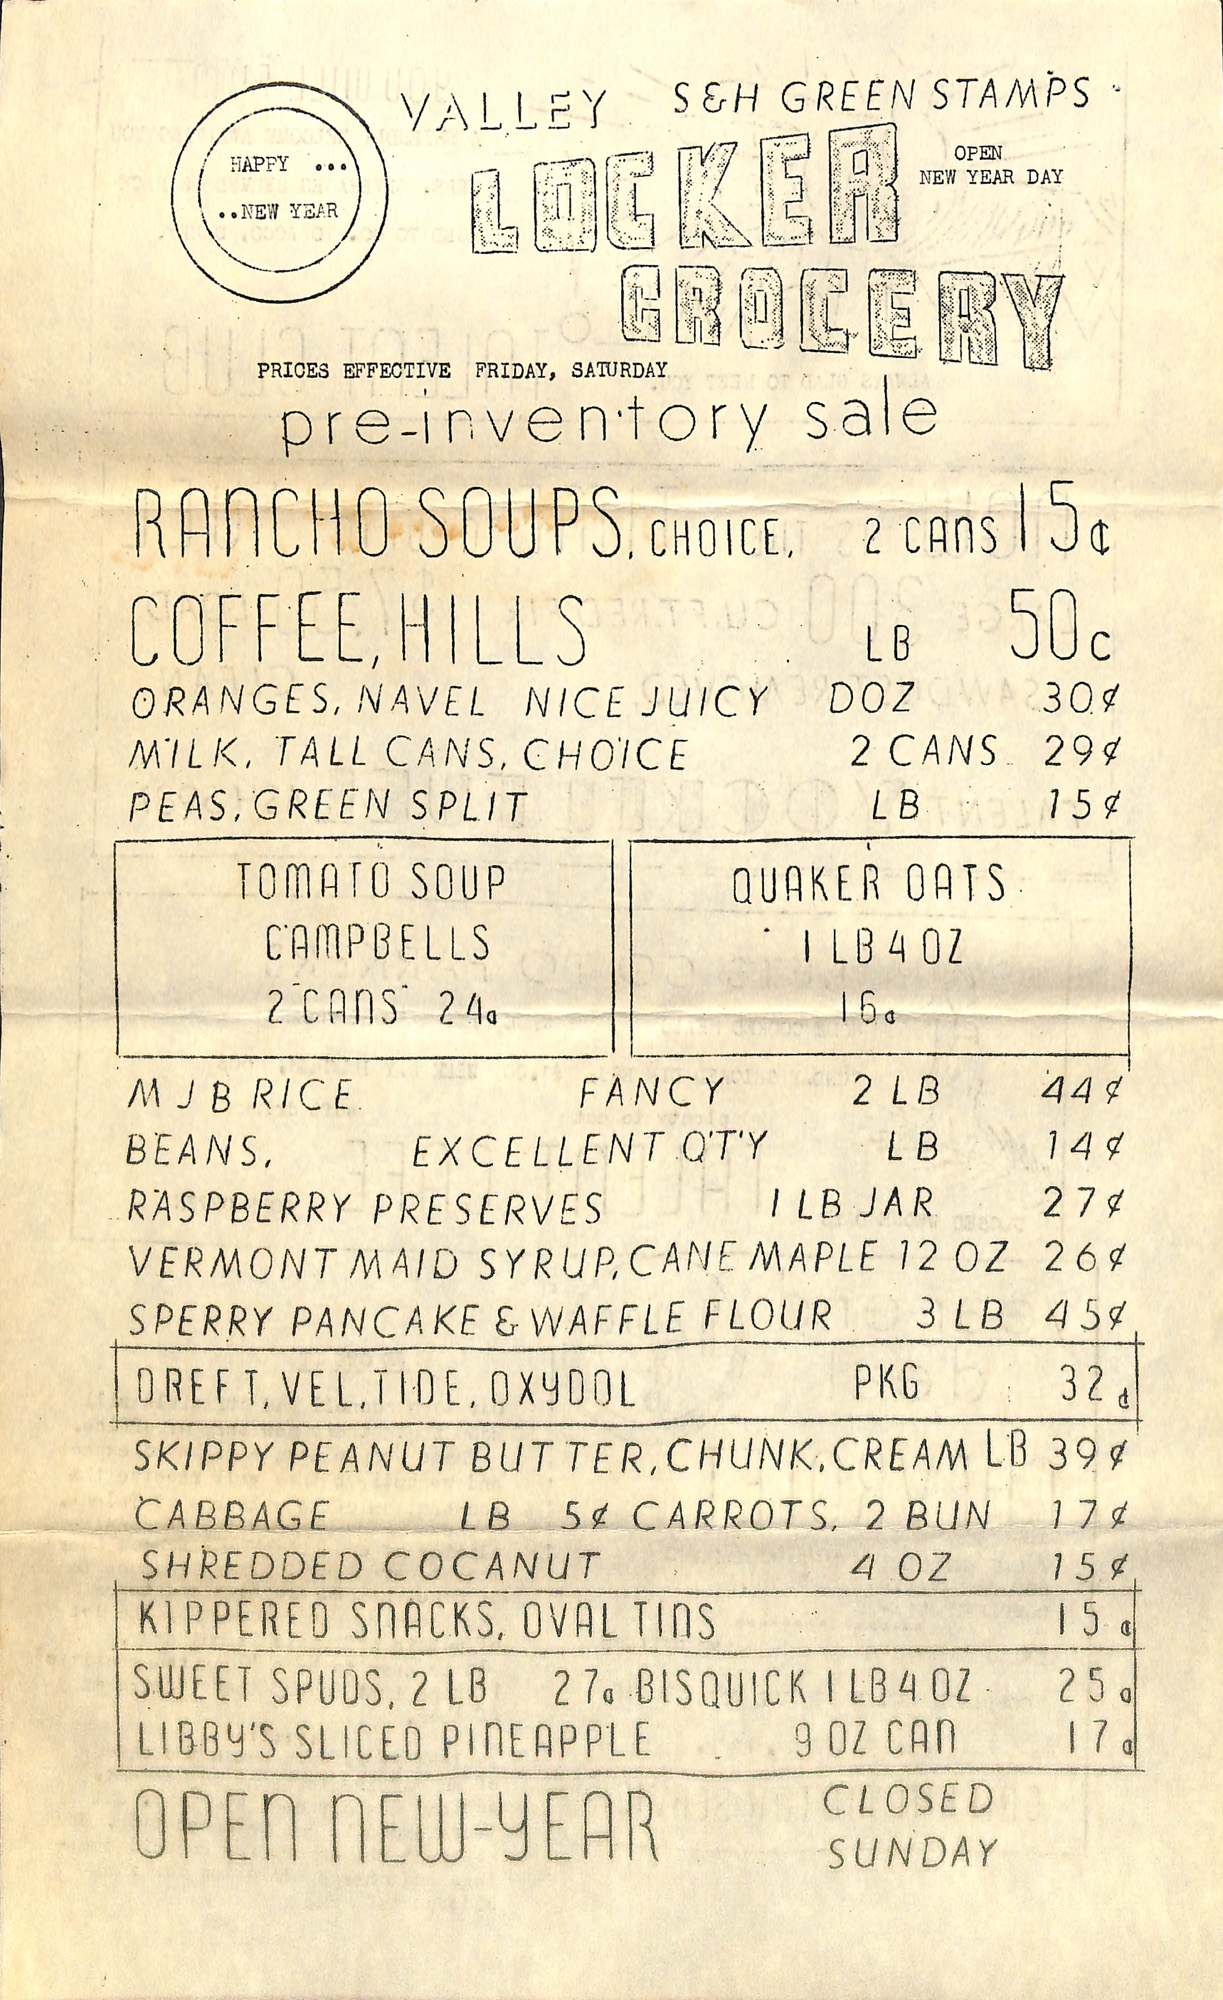 VALLEY S&H GREEN STAMPS
HAPPY ...
..NEW YEAR
LOCKER
OPEN
NEW YEAR DAY
GROCERY
PRICES EFFECTIVE FRIDAY, SATURDAY
pre-inventory sale
RANCHO SOUPS, CHOICE, 2 CANS 15¢
COFFEE, HILLS LB 50c
ORANGES, NAVEL NICE JUICY DOZ 30¢
MILK, TALL CANS, CHOICE 2 CANS 29¢
PEAS, GREEN SPLIT LB 15¢
TOMATO SOUP
CAMPBELLS
2 CANS 24¢
QUAKER OATS
1 LB 4 OZ
16¢
M J B RICE FANCY 2 LB 44¢
BEANS, EXCELLENT Q'T'Y LB 14¢
RASPBERRY PRESERVES 1 LB JAR 27¢
VERMONT MAID SYRUP, CANE MAPLE 12 OZ 26¢
SPERRY PANCAKE & WAFFLE FLOUR 3 LB 45¢
DREFT, VEL, TIDE, OXYDOL PKG 32¢
SKIPPY PEANUT BUTTER, CHUNK, CREAM LB 39¢
CABBAGE LB 5¢ CARROTS, 2 BUN 17¢
SHREDDED COCANUT 4 OZ 15¢
KIPPERED SNACKS, OVAL TINS 15¢
SWEET SPUDS, 2 LB 27¢ BISQUICK 1 LB 4 OZ 25¢
LIBBY'S SLICED PINEAPPLE 9 OZ CAN 17¢
OPEN NEW-YEAR
CLOSED
SUNDAY